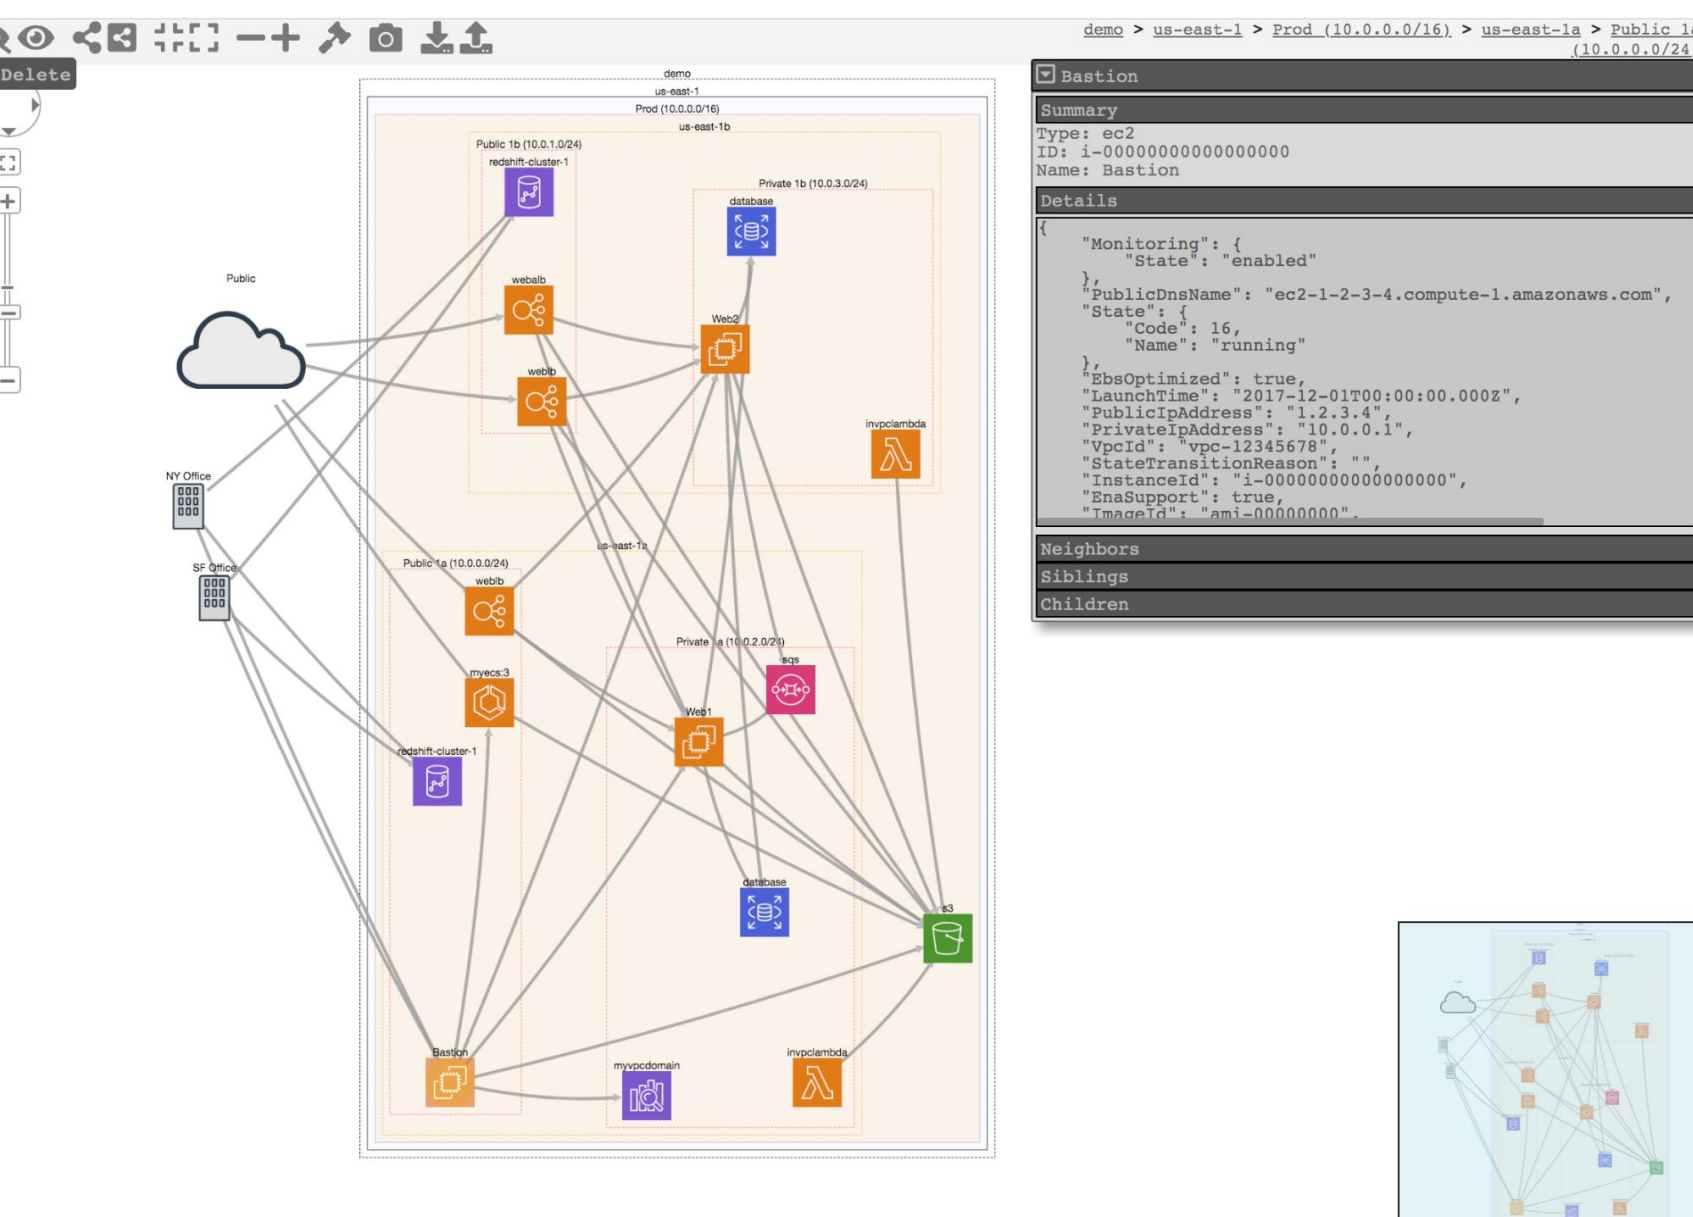 demo > us-east-1 > Prod (10.0.0.0/16) > us-east-1a > Public 1a
(10.0.0.0/24
Delete
demo
us-east-1
Prod (10.0.0.0/16)
us-east-1b
Public 1b (10.0.1.0/24)
redshift-cluster-1
Private 1b (10.0.3.0/24)
database
Public
webalb
Web2
weblb
invpclambda
NY Office
SF Office
us-east-1a
Public 1a (10.0.0.0/24)
weblb
Private 1a (10.0.2.0/24)
sqs
myecs:3
Web1
redshift-cluster-1
database
s3
Bastion
invpclambda
myvpcdomain
Bastion
Summary
Type: ec2
ID: i-00000000000000000
Name: Bastion
Details
{
"Monitoring": {
"State": "enabled"
},
"PublicDnsName": "ec2-1-2-3-4.compute-1.amazonaws.com",
"State": {
"Code": 16,
"Name": "running"
},
"EbsOptimized": true,
"LaunchTime": "2017-12-01T00:00:00.000Z",
"PublicIpAddress": "1.2.3.4",
"PrivateIpAddress": "10.0.0.1",
"VpcId": "vpc-12345678",
"StateTransitionReason": "",
"InstanceId": "i-00000000000000000",
"EnaSupport": true,
"ImageId": "ami-00000000",
Neighbors
Siblings
Children